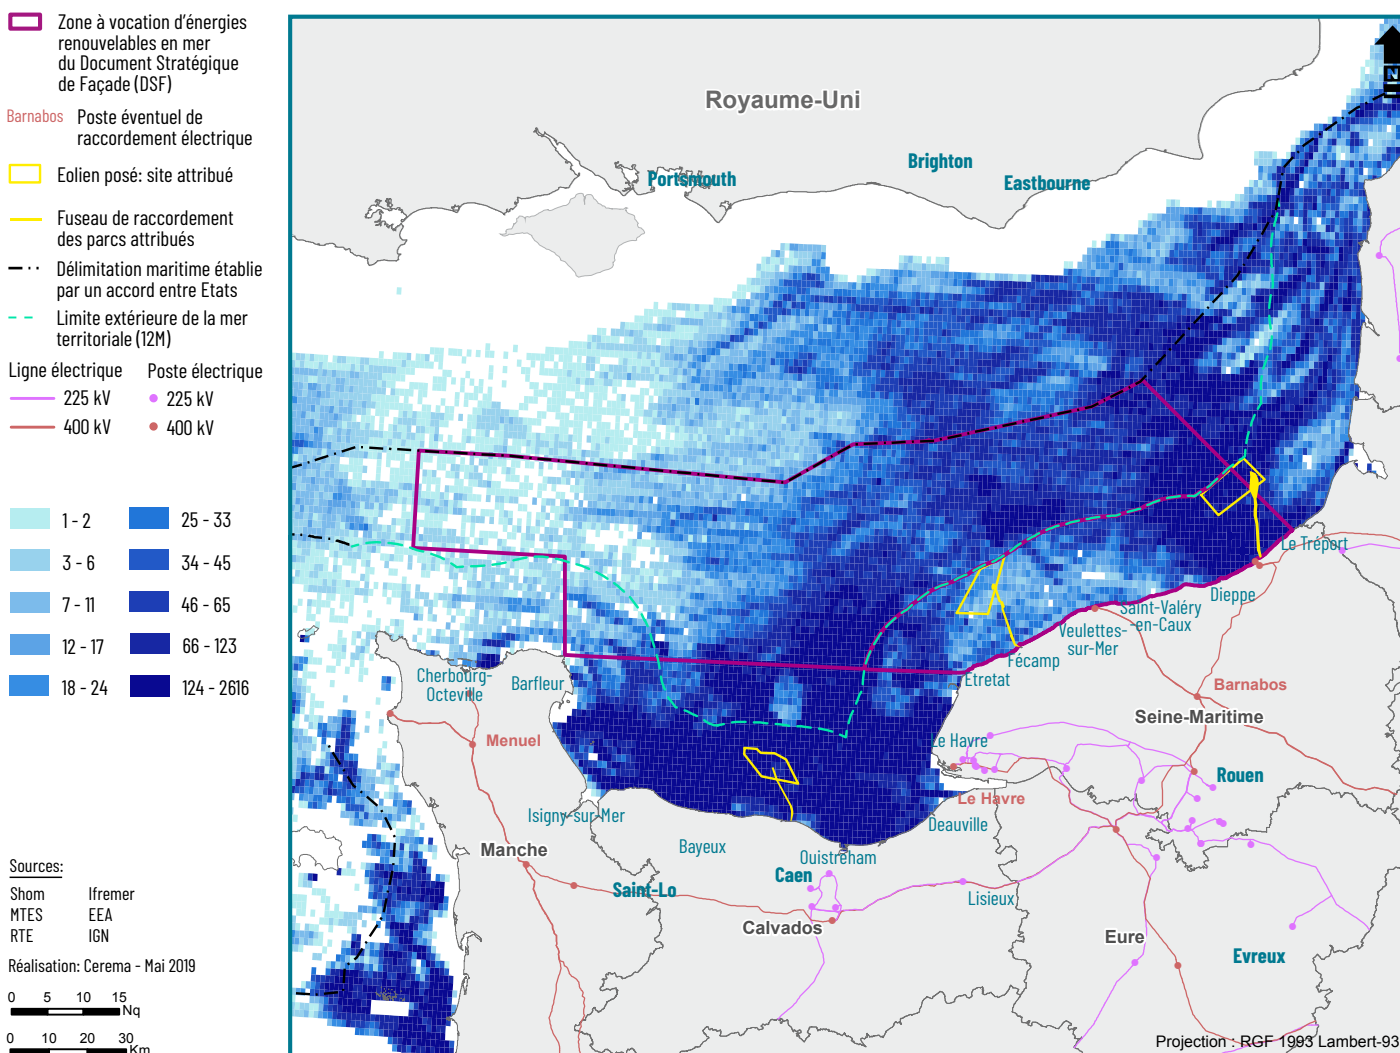 Zone à vocation d'énergies
renouvelables en mer
du Document Stratégique
de Façade (DSF)
Barnabos
Poste éventuel de
raccordement électrique
Eolien posé: site attribué
Fuseau de raccordement
des parcs attribués
Délimitation maritime établie
par un accord entre Etats
Limite extérieure de la mer
territoriale (12M)
Ligne électrique
Poste électrique
225 kV
225 kV
400 kV
400 kV
1 - 2
25 - 33
3 - 6
34 - 45
7 - 11
46 - 65
12 - 17
66 - 123
18 - 24
124 - 2616
Sources:
Shom
Ifremer
MTES
EEA
RTE
IGN
Réalisation: Cerema - Mai 2019
0 5 10 15
Nq
0 10 20 30
Km
N
Royaume-Uni
Portsmouth
Brighton
Eastbourne
Le Tréport
Dieppe
Saint-Valéry
-en-Caux
Veulettes-
sur-Mer
Fécamp
Etretat
Cherbourg-
Octeville
Barfleur
Barnabos
Seine-Maritime
Menuel
Le Havre
Rouen
Le Havre
Isigny-sur-Mer
Deauville
Manche
Bayeux
Ouistreham
Caen
Saint-Lo
Lisieux
Calvados
Eure
Evreux
Projection : RGF 1993 Lambert-93